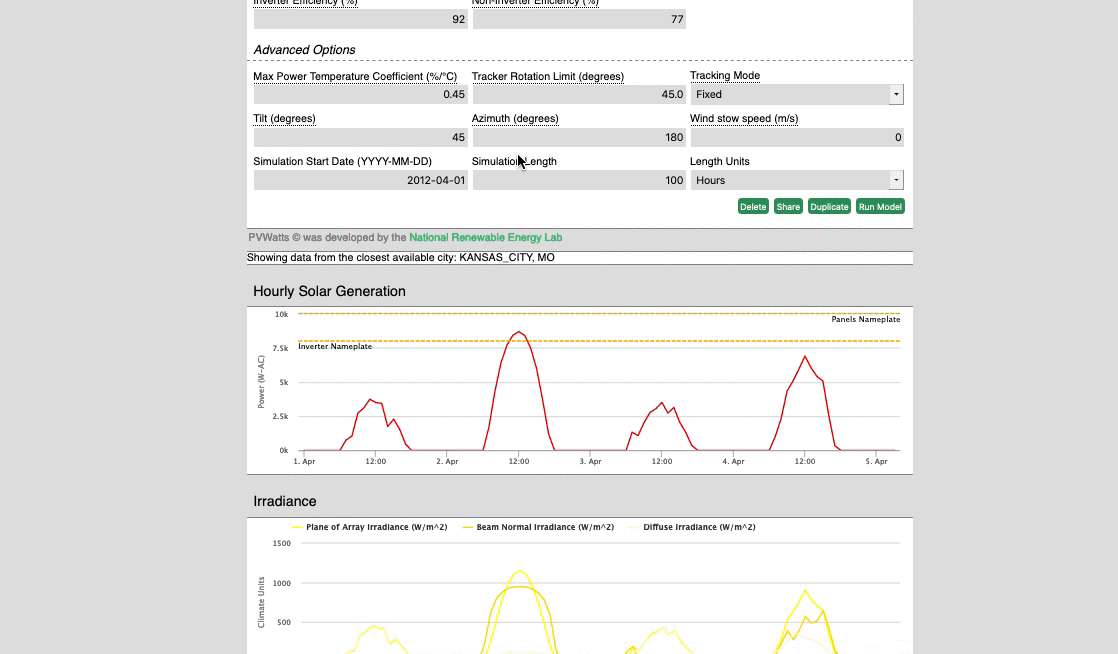 Inverter Efficiency (%) Non-Inverter Efficiency (%)
92 77
Advanced Options
Max Power Temperature Coefficient (%/°C) Tracker Rotation Limit (degrees) Tracking Mode
0.45 45.0 Fixed
Tilt (degrees) Azimuth (degrees) Wind stow speed (m/s)
45 180 0
Simulation Start Date (YYYY-MM-DD) Simulation Length Length Units
2012-04-01 100 Hours
Delete Share Duplicate Run Model
PVWatts © was developed by the National Renewable Energy Lab
Showing data from the closest available city: KANSAS_CITY, MO
Hourly Solar Generation
10k
Panels Nameplate
Inverter Nameplate
7.5k
Power (W-AC)
5k
2.5k
0k
1. Apr 12:00 2. Apr 12:00 3. Apr 12:00 4. Apr 12:00 5. Apr
Irradiance
Plane of Array Irradiance (W/m^2) Beam Normal Irradiance (W/m^2) Diffuse Irradiance (W/m^2)
1500
1000
Climate Units
500